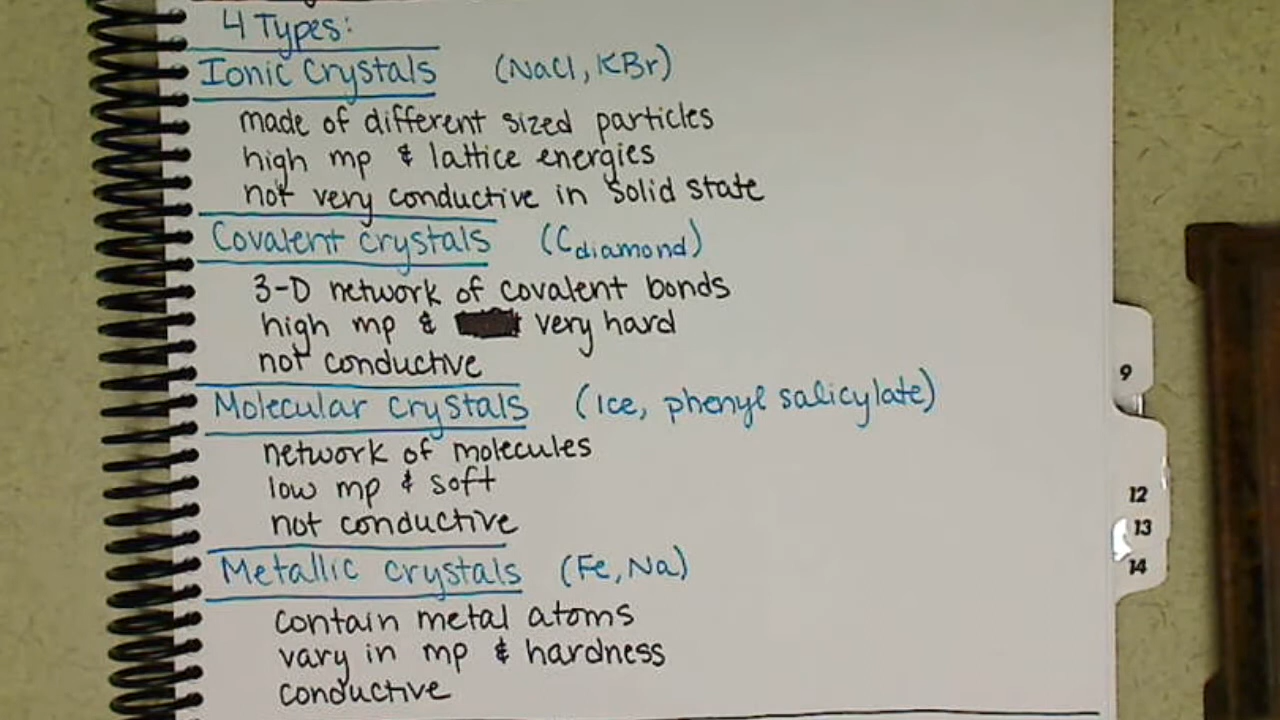 4 Types:
Ionic Crystals (NaCl, KBr)
made of different sized particles
high mp & lattice energies
not very conductive in solid state
Covalent crystals (Cdiamond)
3-D network of covalent bonds
high mp & very hard
not conductive
Molecular crystals (Ice, phenyl salicylate)
network of molecules
low mp & soft
not conductive
Metallic crystals (Fe, Na)
contain metal atoms
vary in mp & hardness
conductive
9
12
13
14